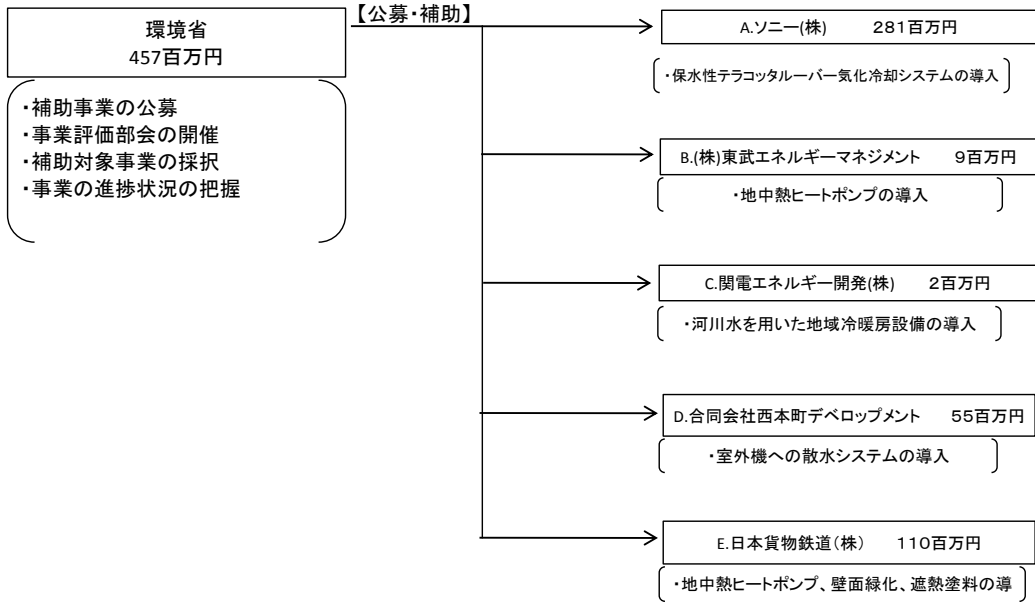 環境省
457百万円
・補助事業の公募
・事業評価部会の開催
・補助対象事業の採択
・事業の進捗状況の把握
【公募・補助】
A.ソニー(株)　281百万円
・保水性テラコッタルーバー気化冷却システムの導入
B.(株)東武エネルギーマネジメント　9百万円
・地中熱ヒートポンプの導入
C.関電エネルギー開発(株)　2百万円
・河川水を用いた地域冷暖房設備の導入
D.合同会社西本町デベロップメント　55百万円
・室外機への散水システムの導入
E.日本貨物鉄道（株）　110百万円
・地中熱ヒートポンプ、壁面緑化、遮熱塗料の導